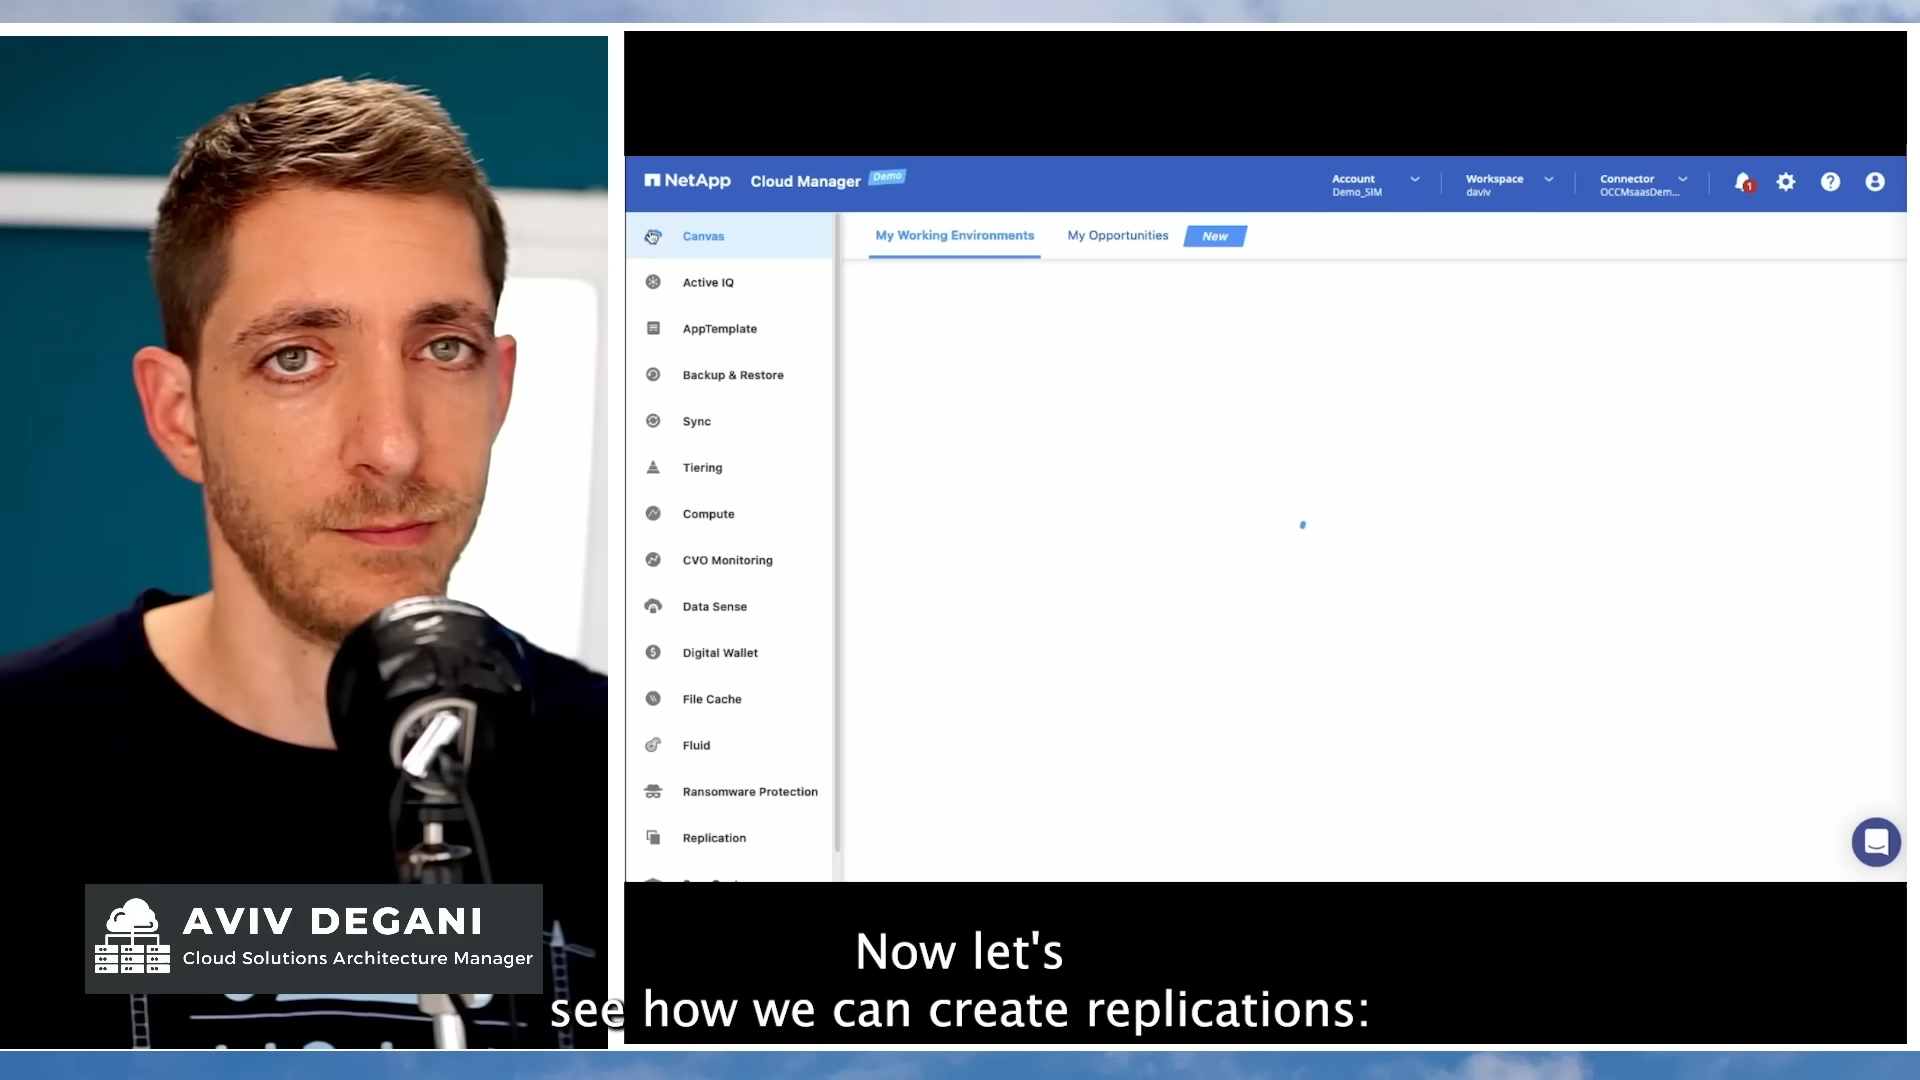 NetApp Cloud Manager Demo
Account
Demo_SIM
Workspace
daviv
Connector
OCCMsaasDem...
1
Canvas
Active IQ
AppTemplate
Backup & Restore
Sync
Tiering
Compute
CVO Monitoring
Data Sense
Digital Wallet
File Cache
Fluid
Ransomware Protection
Replication
My Working Environments
My Opportunities
New
AVIV DEGANI
Cloud Solutions Architecture Manager
Now let's
see how we can create replications: